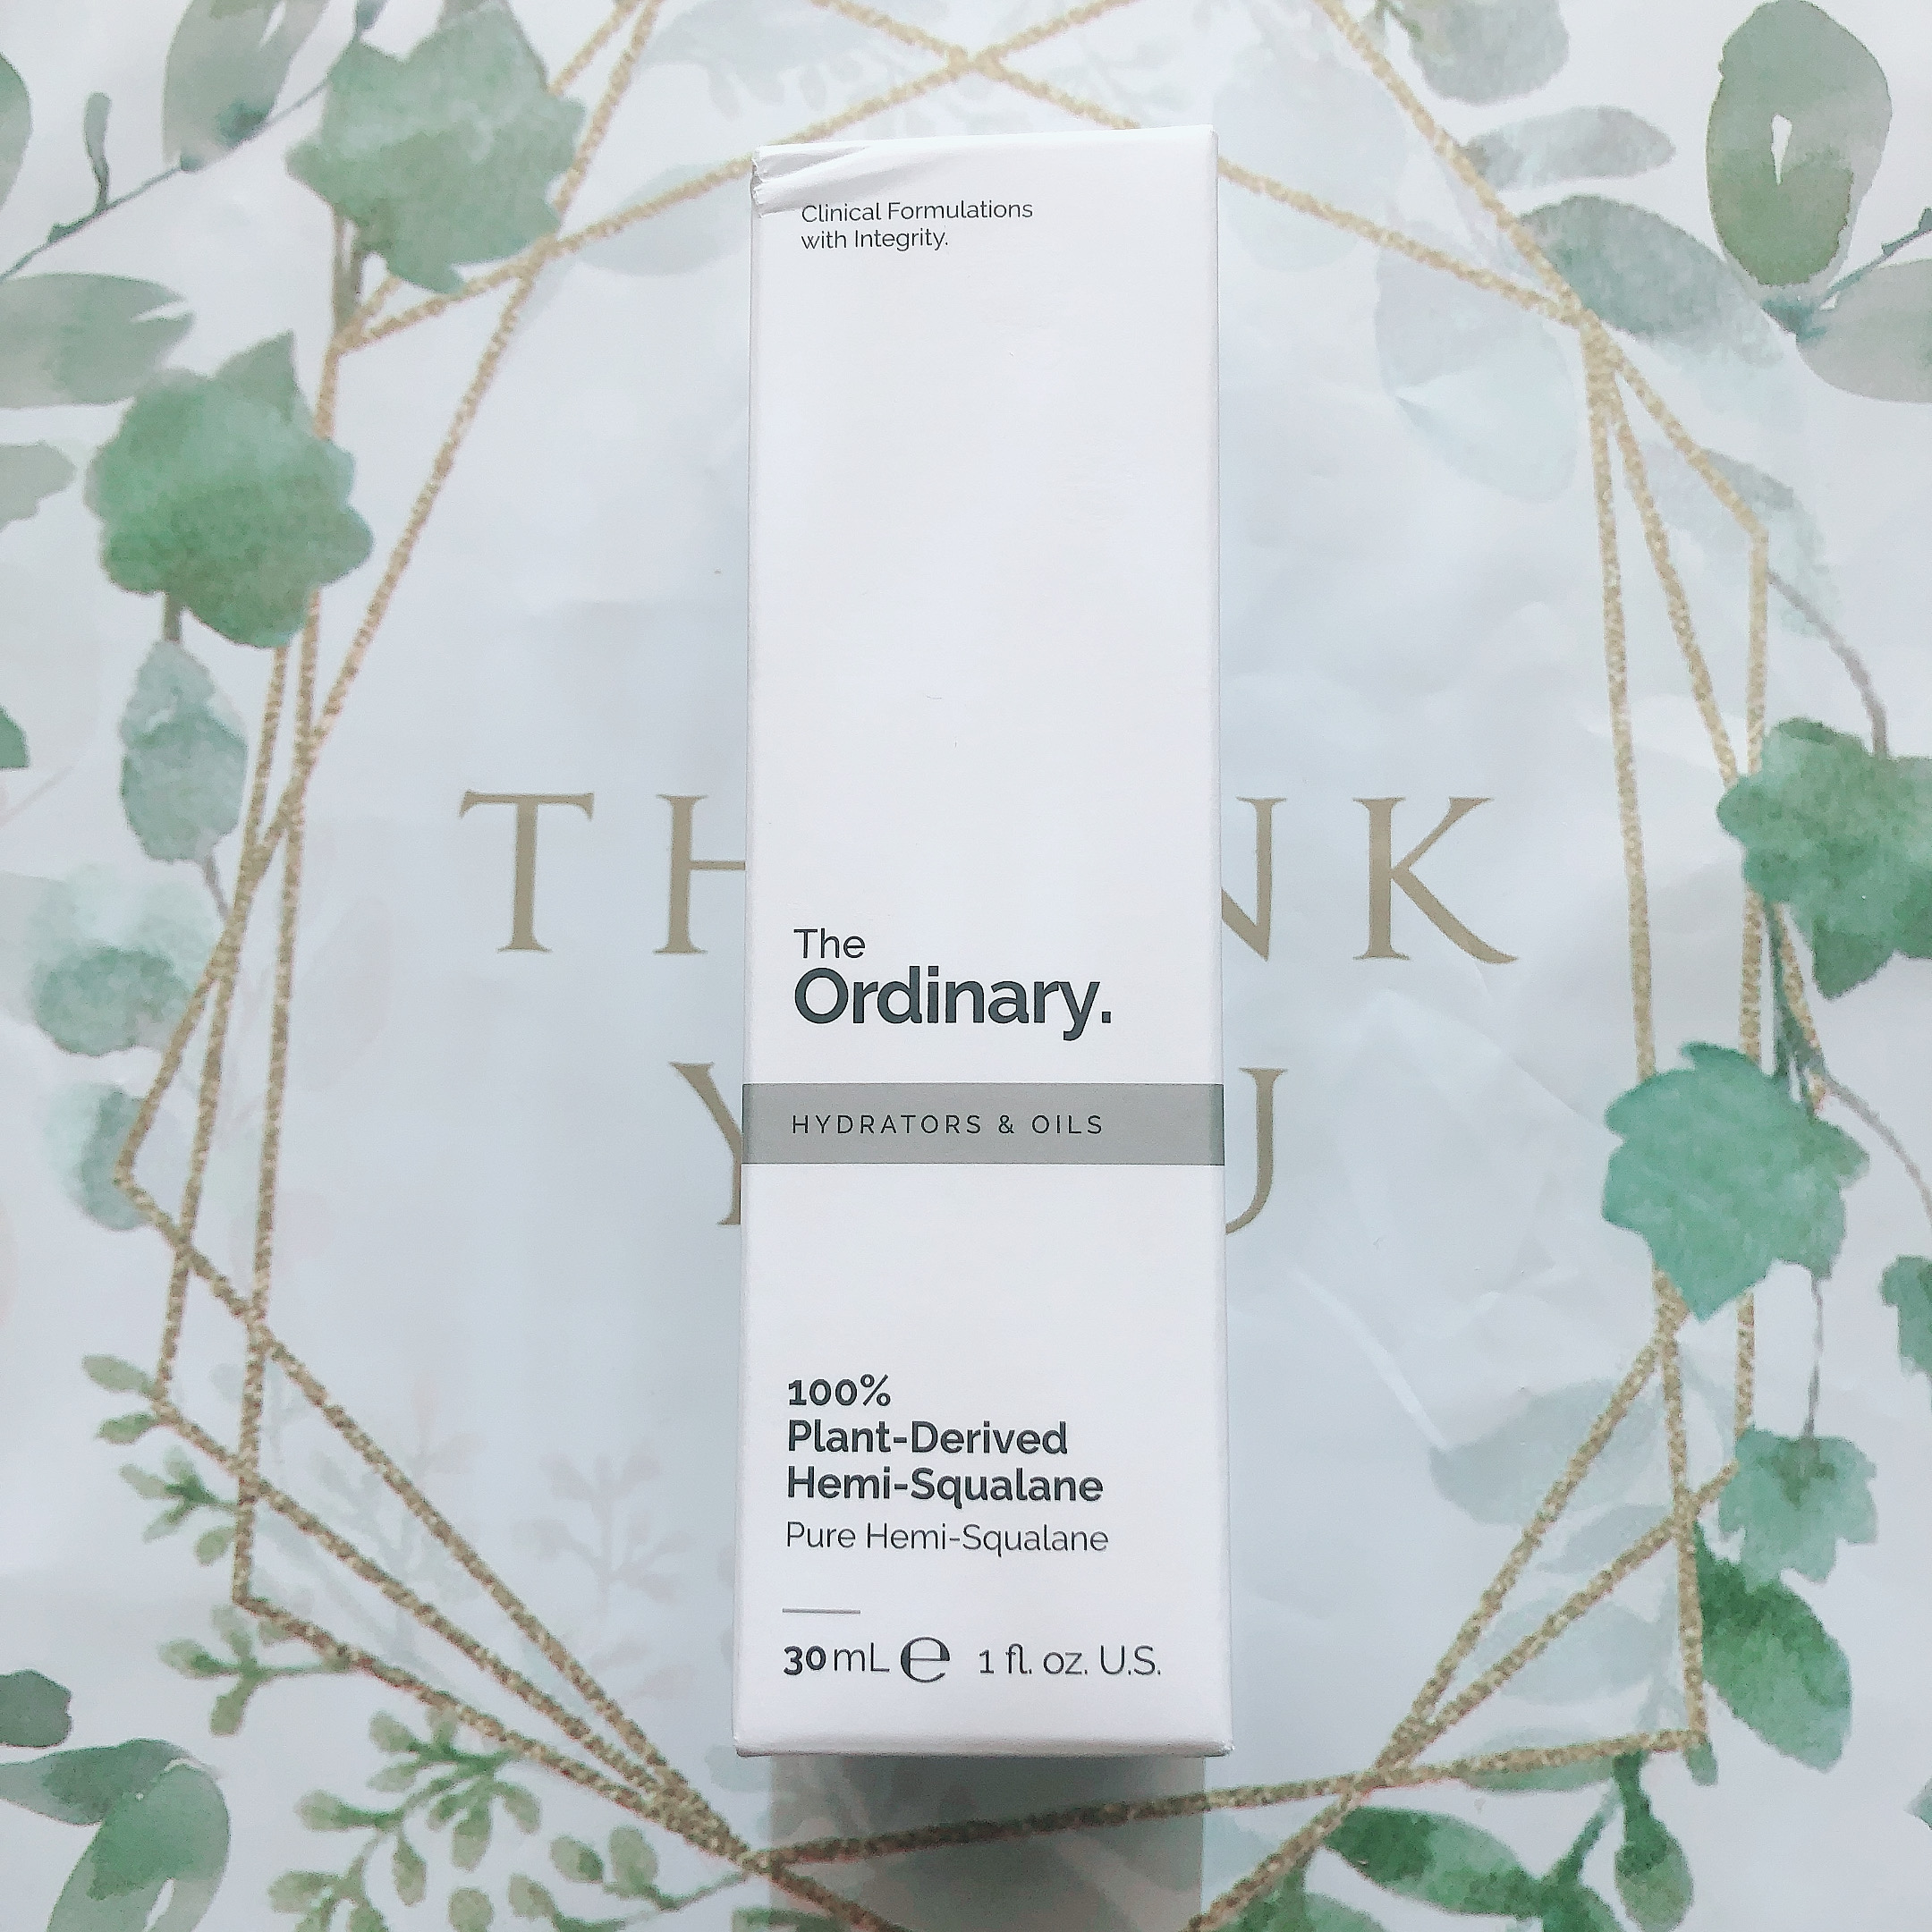 Clinical Formulations
with Integrity.
TH NK
The
Ordinary.
Y U
HYDRATORS & OILS
100%
Plant-Derived
Hemi-Squalane
Pure Hemi-Squalane
30 mL e 1 fl. oz. U.S.